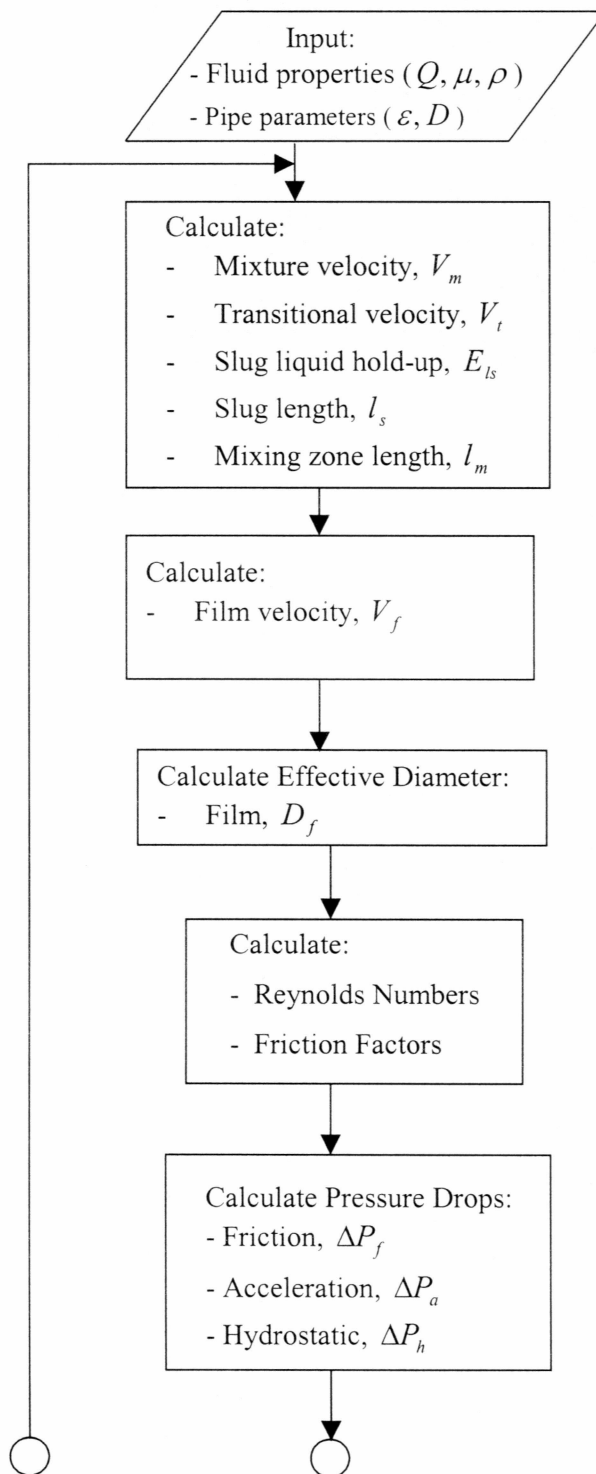 Input:
- Fluid properties ( Q, μ, ρ )
- Pipe parameters ( ε, D )
Calculate:
- Mixture velocity, V_m
- Transitional velocity, V_t
- Slug liquid hold-up, E_ls
- Slug length, l_s
- Mixing zone length, l_m
Calculate:
- Film velocity, V_f
Calculate Effective Diameter:
- Film, D_f
Calculate:
- Reynolds Numbers
- Friction Factors
Calculate Pressure Drops:
- Friction, ΔP_f
- Acceleration, ΔP_a
- Hydrostatic, ΔP_h